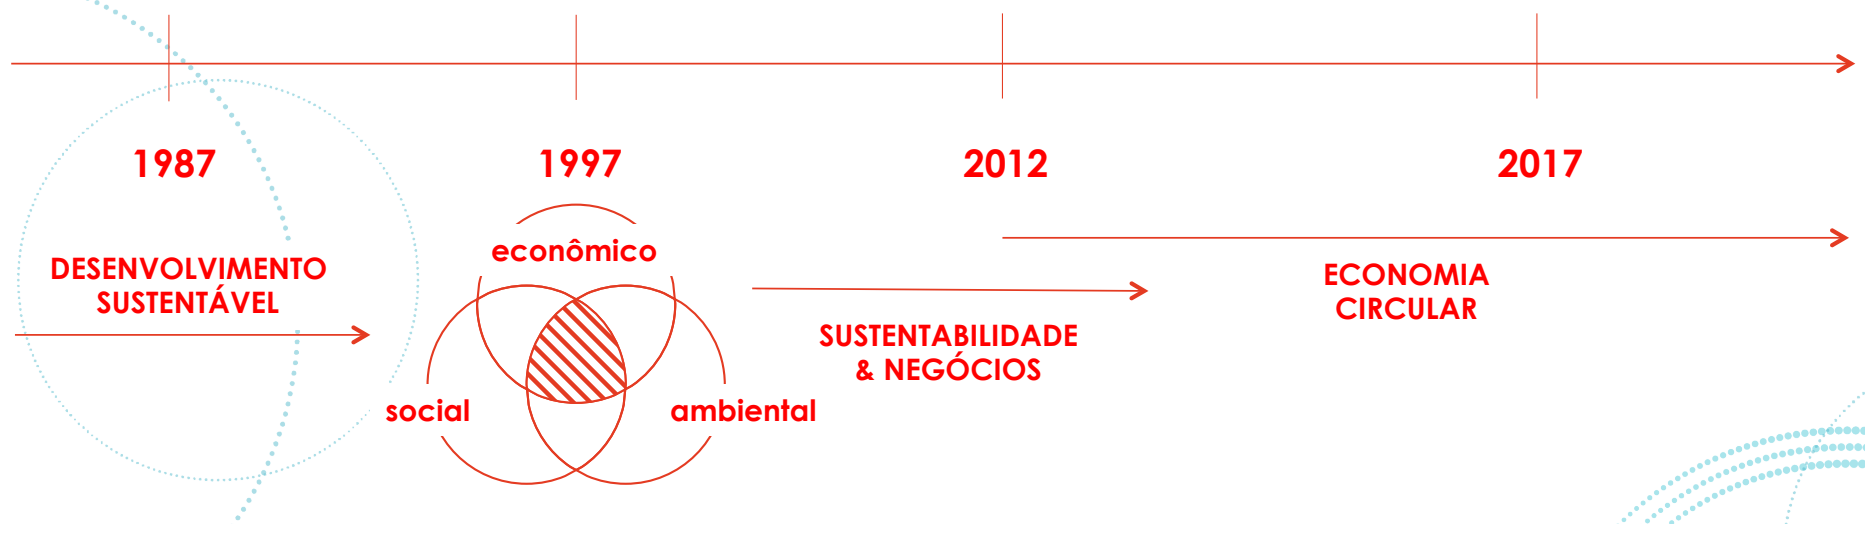 1987
1997
2012
2017
DESENVOLVIMENTO
SUSTENTÁVEL
econômico
social
ambiental
SUSTENTABILIDADE
& NEGÓCIOS
ECONOMIA
CIRCULAR